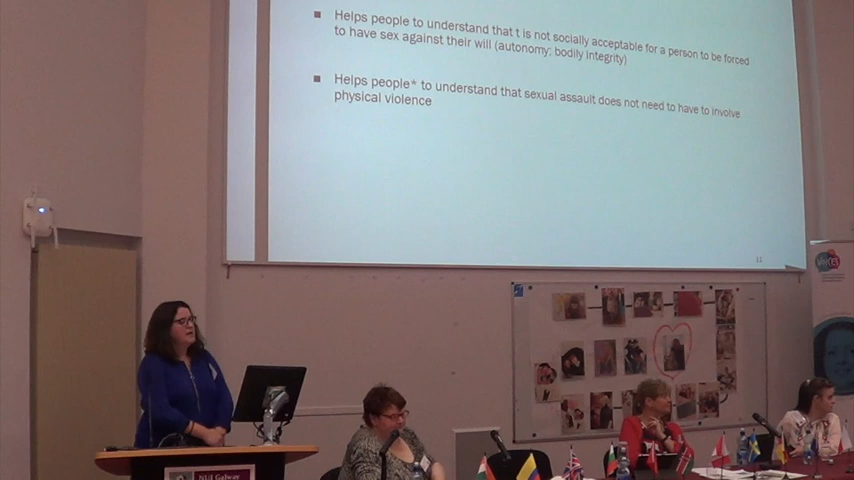 Helps people to understand that t is not socially acceptable for a person to be forced
to have sex against their will (autonomy; bodily integrity)
Helps people* to understand that sexual assault does not need to have to involve
physical violence
NUI Galway